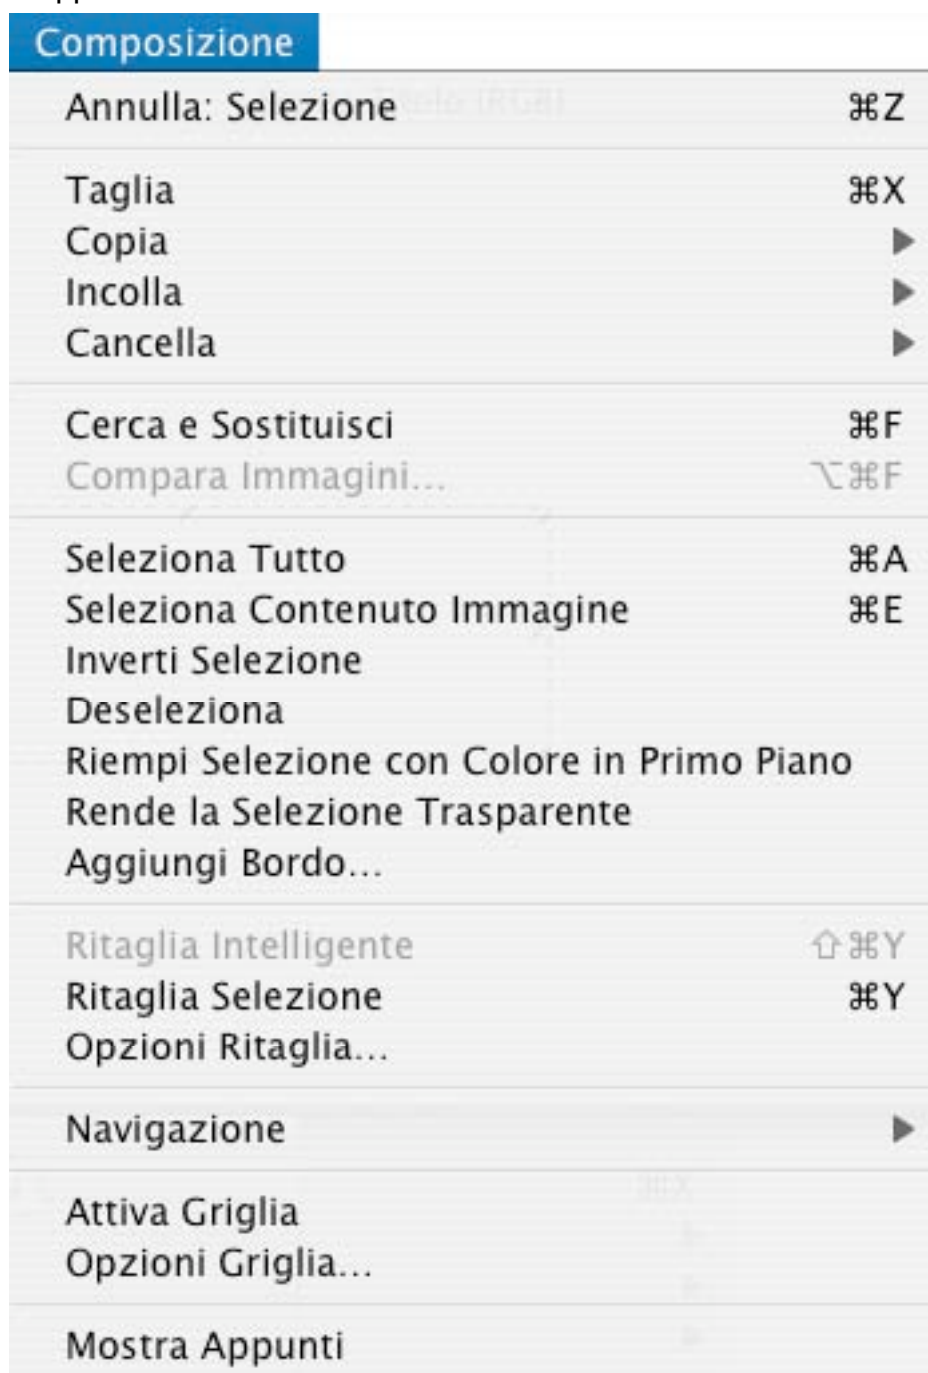 Composizione
Annulla: Selezione ⌘Z
Taglia ⌘X
Copia
Incolla
Cancella
Cerca e Sostituisci ⌘F
Compara Immagini... ⌥⌘F
Seleziona Tutto ⌘A
Seleziona Contenuto Immagine ⌘E
Inverti Selezione
Deseleziona
Riempi Selezione con Colore in Primo Piano
Rende la Selezione Trasparente
Aggiungi Bordo...
Ritaglia Intelligente ⇧⌘Y
Ritaglia Selezione ⌘Y
Opzioni Ritaglia...
Navigazione
Attiva Griglia
Opzioni Griglia...
Mostra Appunti